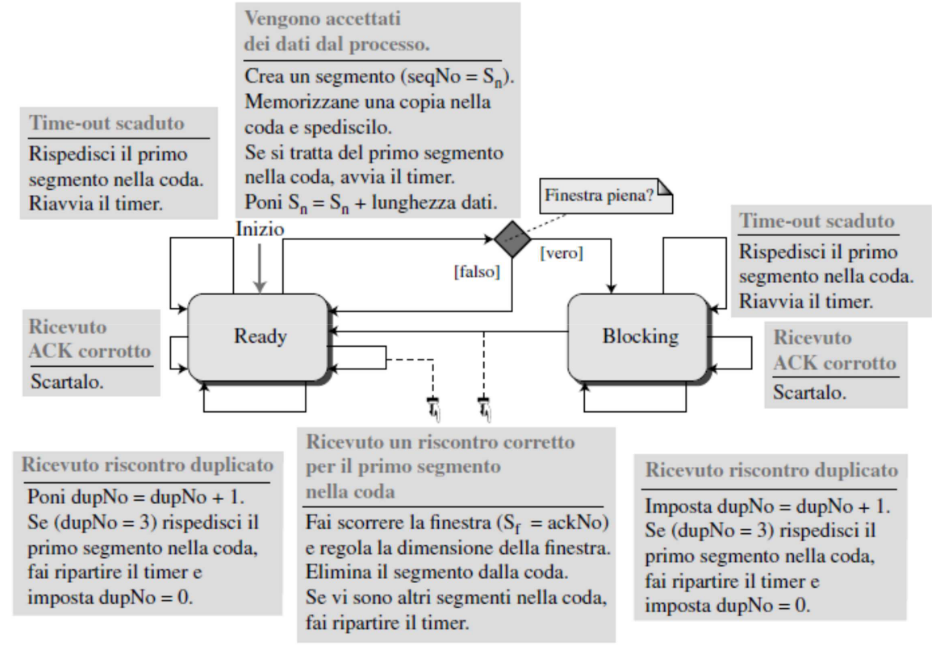 Vengono accettati
dei dati dal processo.
Crea un segmento (seqNo = Sn).
Memorizzane una copia nella
coda e spediscilo.
Se si tratta del primo segmento
nella coda, avvia il timer.
Poni Sn = Sn + lunghezza dati.
Time-out scaduto
Rispedisci il primo
segmento nella coda.
Riavvia il timer.
Finestra piena?
Time-out scaduto
Rispedisci il primo
segmento nella coda.
Riavvia il timer.
Inizio
[vero]
[falso]
Ricevuto
ACK corrotto
Scartalo.
Ready
Blocking
Ricevuto
ACK corrotto
Scartalo.
Ricevuto riscontro duplicato
Poni dupNo = dupNo + 1.
Se (dupNo = 3) rispedisci il
primo segmento nella coda,
fai ripartire il timer e
imposta dupNo = 0.
Ricevuto un riscontro corretto
per il primo segmento
nella coda
Fai scorrere la finestra (Sf = ackNo)
e regola la dimensione della finestra.
Elimina il segmento dalla coda.
Se vi sono altri segmenti nella coda,
fai ripartire il timer.
Ricevuto riscontro duplicato
Imposta dupNo = dupNo + 1.
Se (dupNo = 3) rispedisci il
primo segmento nella coda,
fai ripartire il timer e
imposta dupNo = 0.